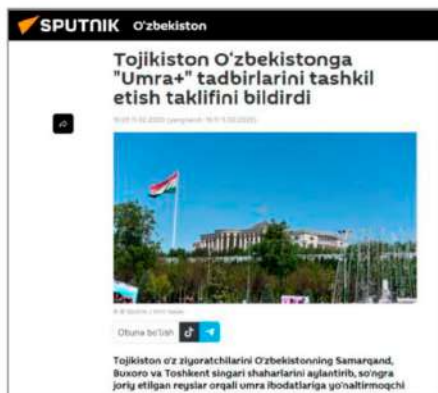 SPUTNIK O'zbekiston
Tojikiston O'zbekistonga
"Umra+" tadbirlarini tashkil
etish taklifini bildirdi
Obuna bo'lish
Tojikiston o'z ziyoratchilarini O'zbekistonning Samarqand,
Buxoro va Toshkent singari shaharlarini aylantirib, so'ngra
joriy etilgan reyslar orqali umra ibodatlariga yo'naltirmoqchi